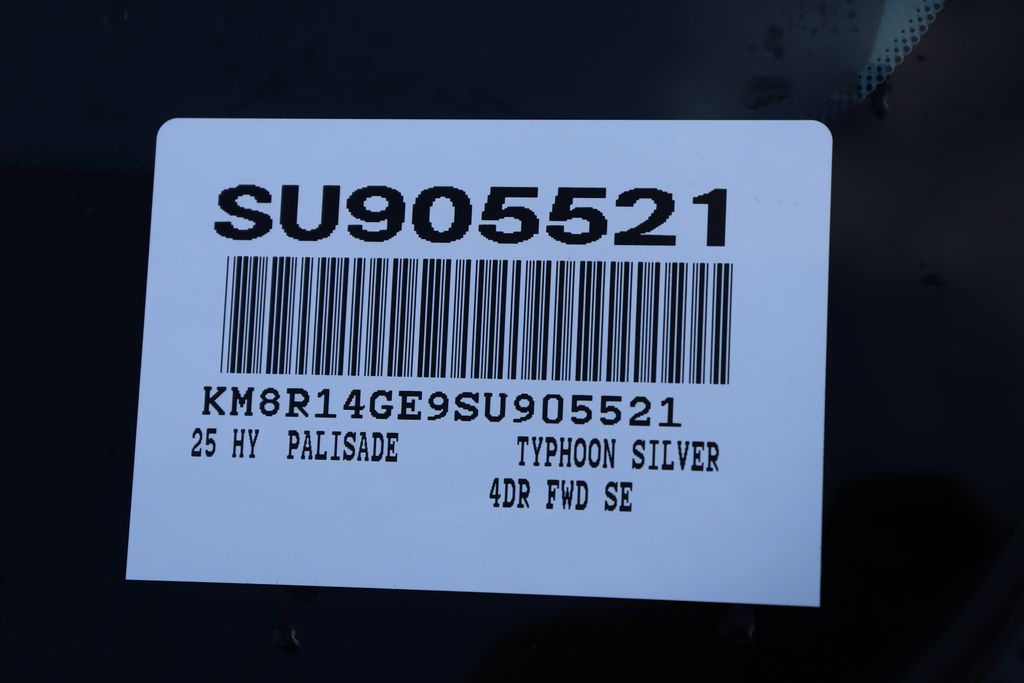 SU905521
KM8R14GE9SU905521
25 HY PALISADE TYPHOON SILVER
4DR FWD SE